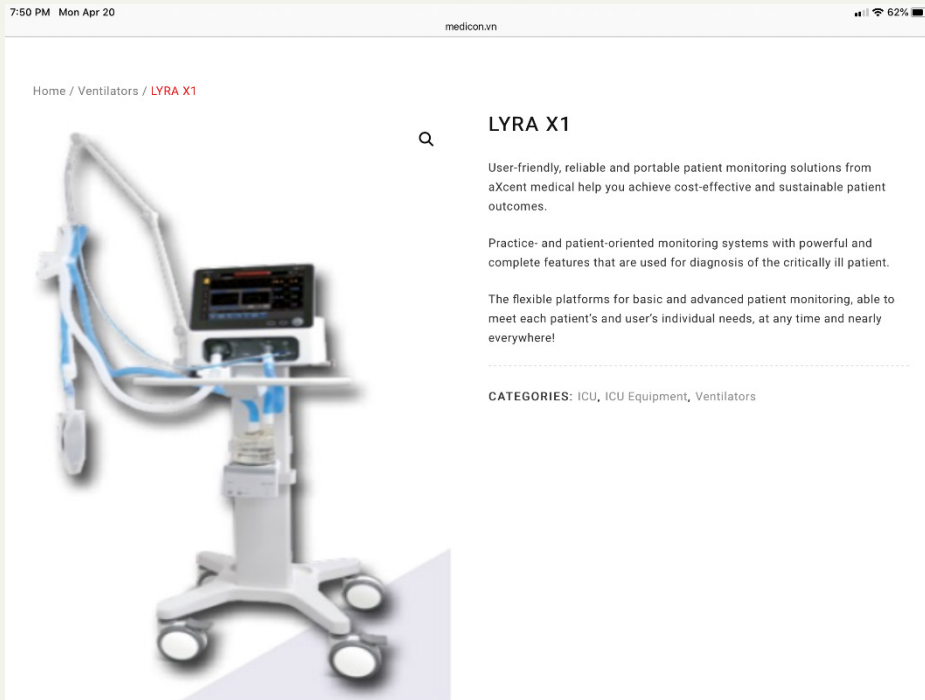 7:50 PM Mon Apr 20
62%
medicon.vn
Home / Ventilators / LYRA X1
LYRA X1
User-friendly, reliable and portable patient monitoring solutions from
aXcent medical help you achieve cost-effective and sustainable patient
outcomes.
Practice- and patient-oriented monitoring systems with powerful and
complete features that are used for diagnosis of the critically ill patient.
The flexible platforms for basic and advanced patient monitoring, able to
meet each patient's and user's individual needs, at any time and nearly
everywhere!
CATEGORIES: ICU, ICU Equipment, Ventilators